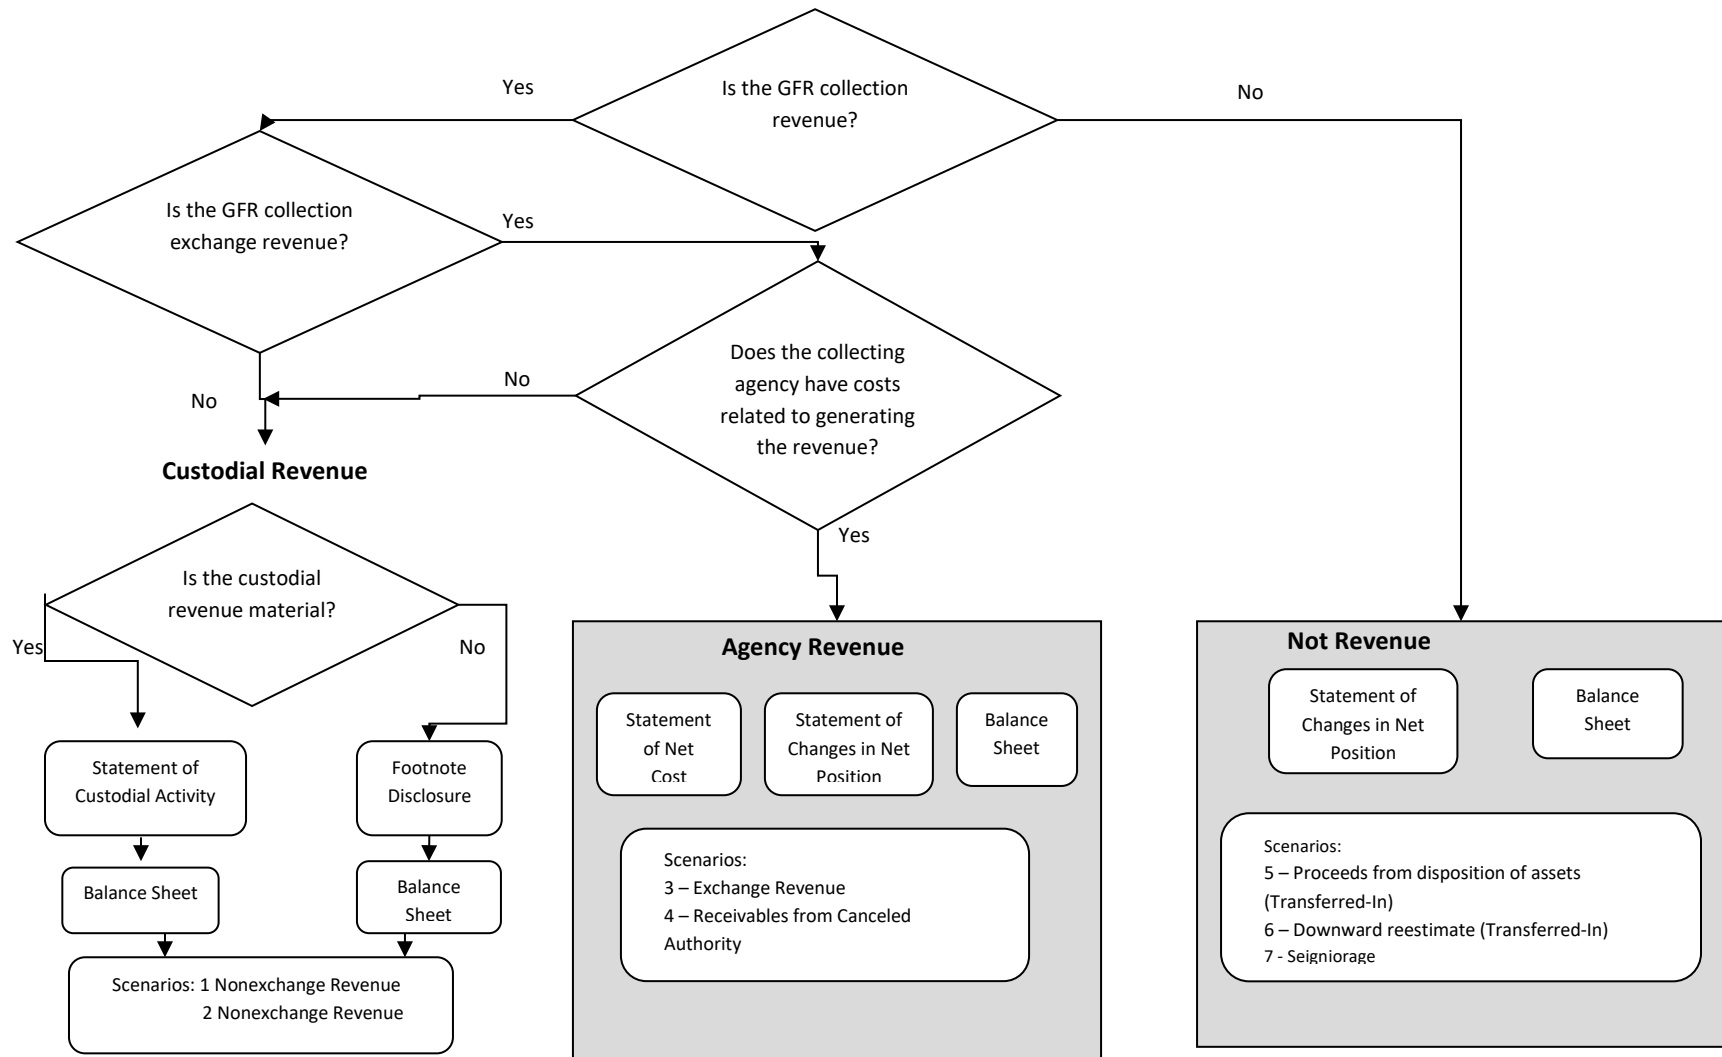 Is the GFR collection
revenue?
Yes
No
Is the GFR collection
exchange revenue?
Yes
No
Does the collecting
agency have costs
related to generating
the revenue?
No
Yes
Custodial Revenue
Is the custodial
revenue material?
Yes
No
Statement of
Custodial Activity
Footnote
Disclosure
Balance Sheet
Balance
Sheet
Scenarios: 1 Nonexchange Revenue
2 Nonexchange Revenue
Agency Revenue
Statement
of Net
Cost
Statement of
Changes in Net
Position
Balance
Sheet
Scenarios:
3 – Exchange Revenue
4 – Receivables from Canceled
Authority
Not Revenue
Statement of
Changes in Net
Position
Balance
Sheet
Scenarios:
5 – Proceeds from disposition of assets
(Transferred-In)
6 – Downward reestimate (Transferred-In)
7 - Seigniorage